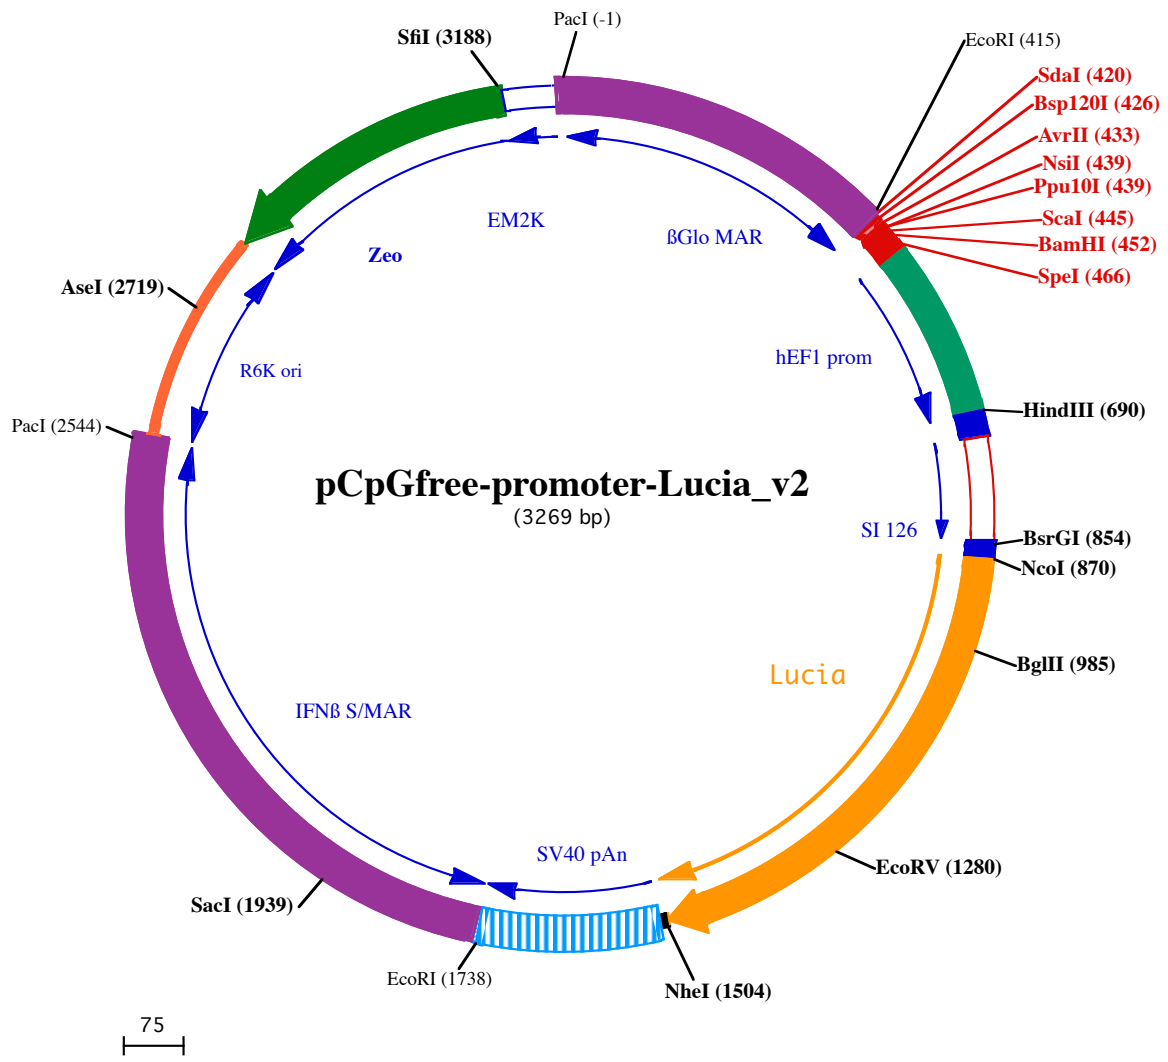 PacI (-1)
SfiI (3188)
EcoRI (415)
SdaI (420)
Bsp120I (426)
AvrII (433)
NsiI (439)
Ppu10I (439)
ScaI (445)
BamHI (452)
SpeI (466)
EM2K
ßGlo MAR
Zeo
AseI (2719)
hEF1 prom
R6K ori
HindIII (690)
PacI (2544)
pCpGfree-promoter-Lucia_v2
(3269 bp)
SI 126
BsrGI (854)
NcoI (870)
BglII (985)
Lucia
IFNß S/MAR
SV40 pAn
EcoRV (1280)
SacI (1939)
EcoRI (1738)
NheI (1504)
75